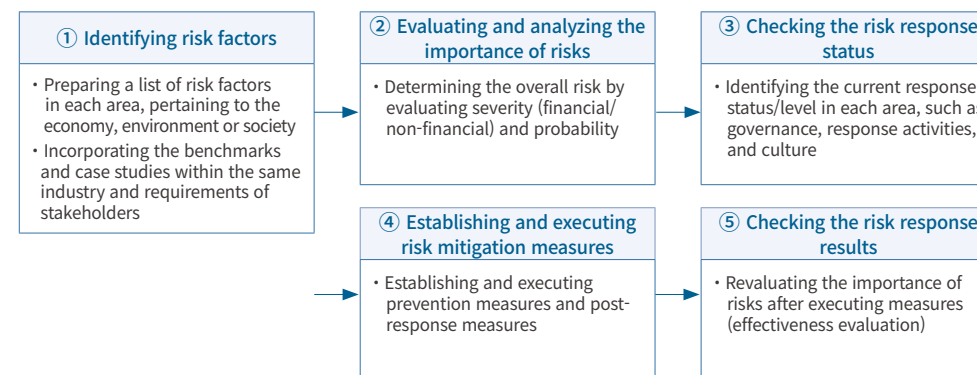 ① Identifying risk factors
• Preparing a list of risk factors
in each area, pertaining to the
economy, environment or society
• Incorporating the benchmarks
and case studies within the same
industry and requirements of
stakeholders
② Evaluating and analyzing the
importance of risks
• Determining the overall risk by
evaluating severity (financial/
non-financial) and probability
③ Checking the risk response
status
• Identifying the current response
status/level in each area, such as
governance, response activities,
and culture
④ Establishing and executing
risk mitigation measures
• Establishing and executing
prevention measures and post-
response measures
⑤ Checking the risk response
results
• Revaluating the importance of
risks after executing measures
(effectiveness evaluation)